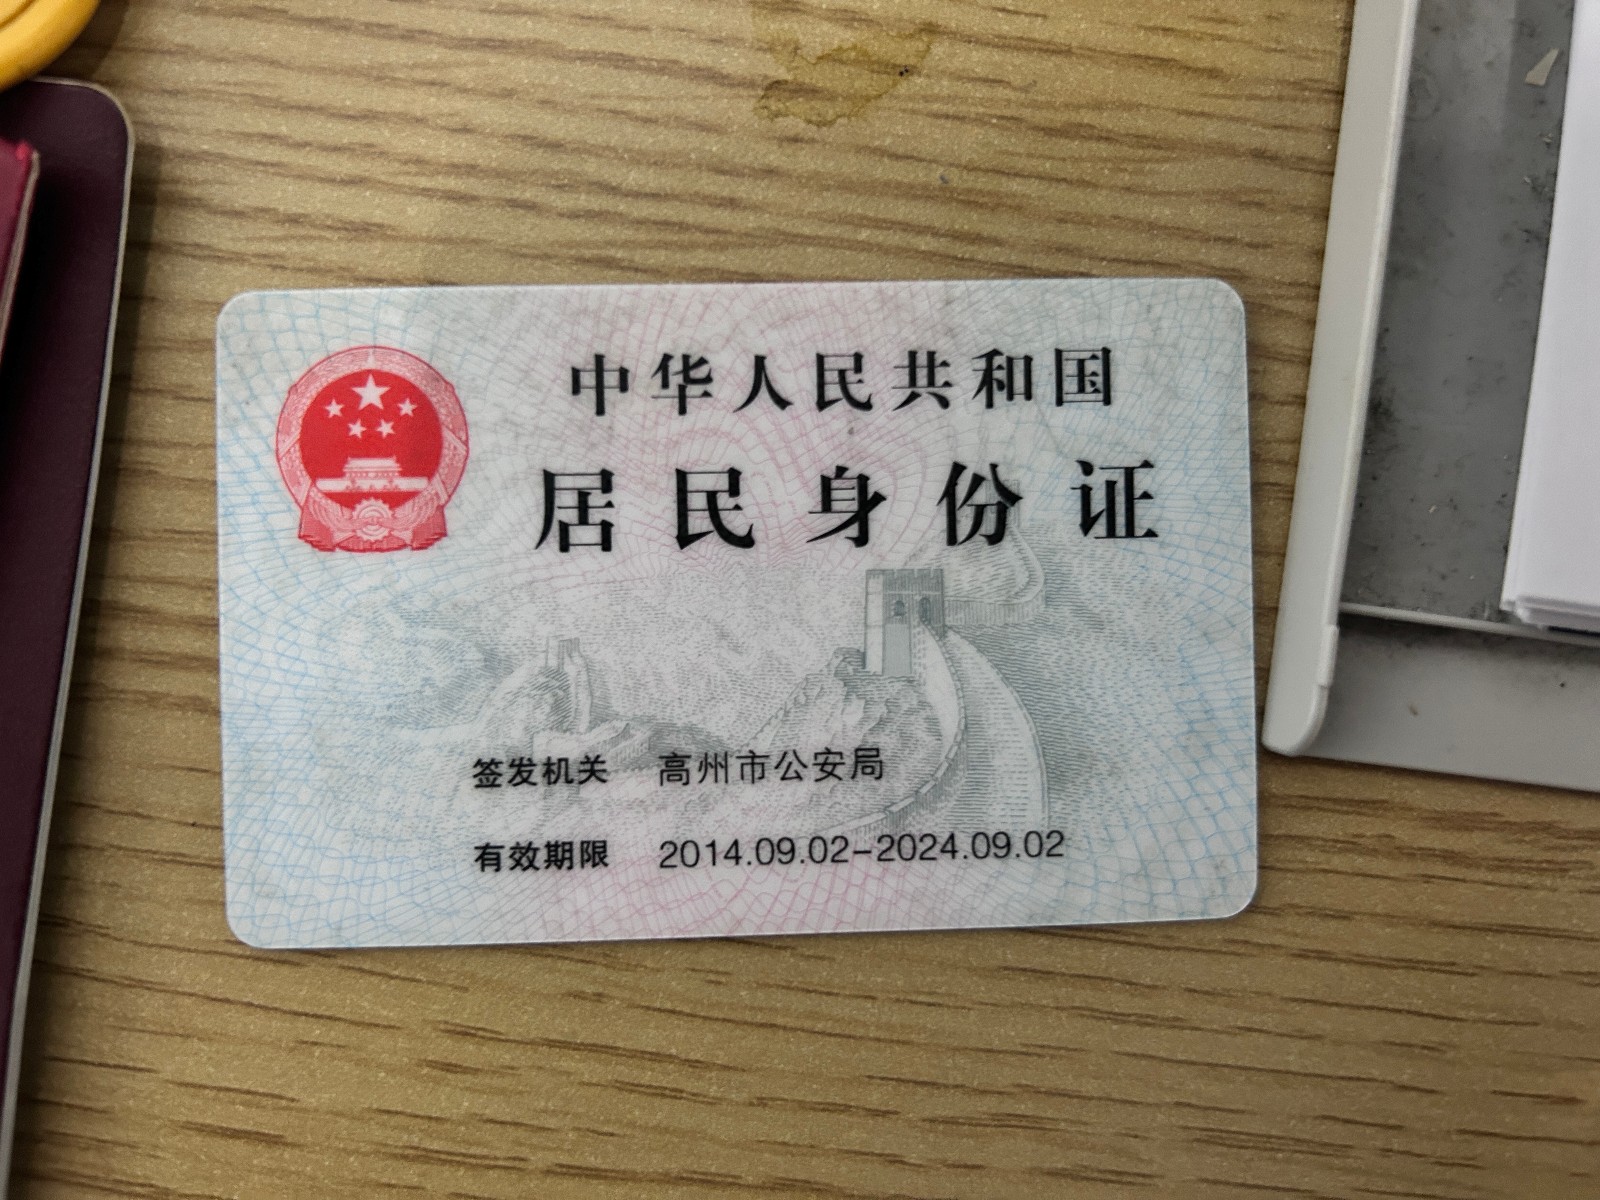 中华人民共和国
居民身份证
签发机关 高州市公安局
有效期限 2014.09.02-2024.09.02